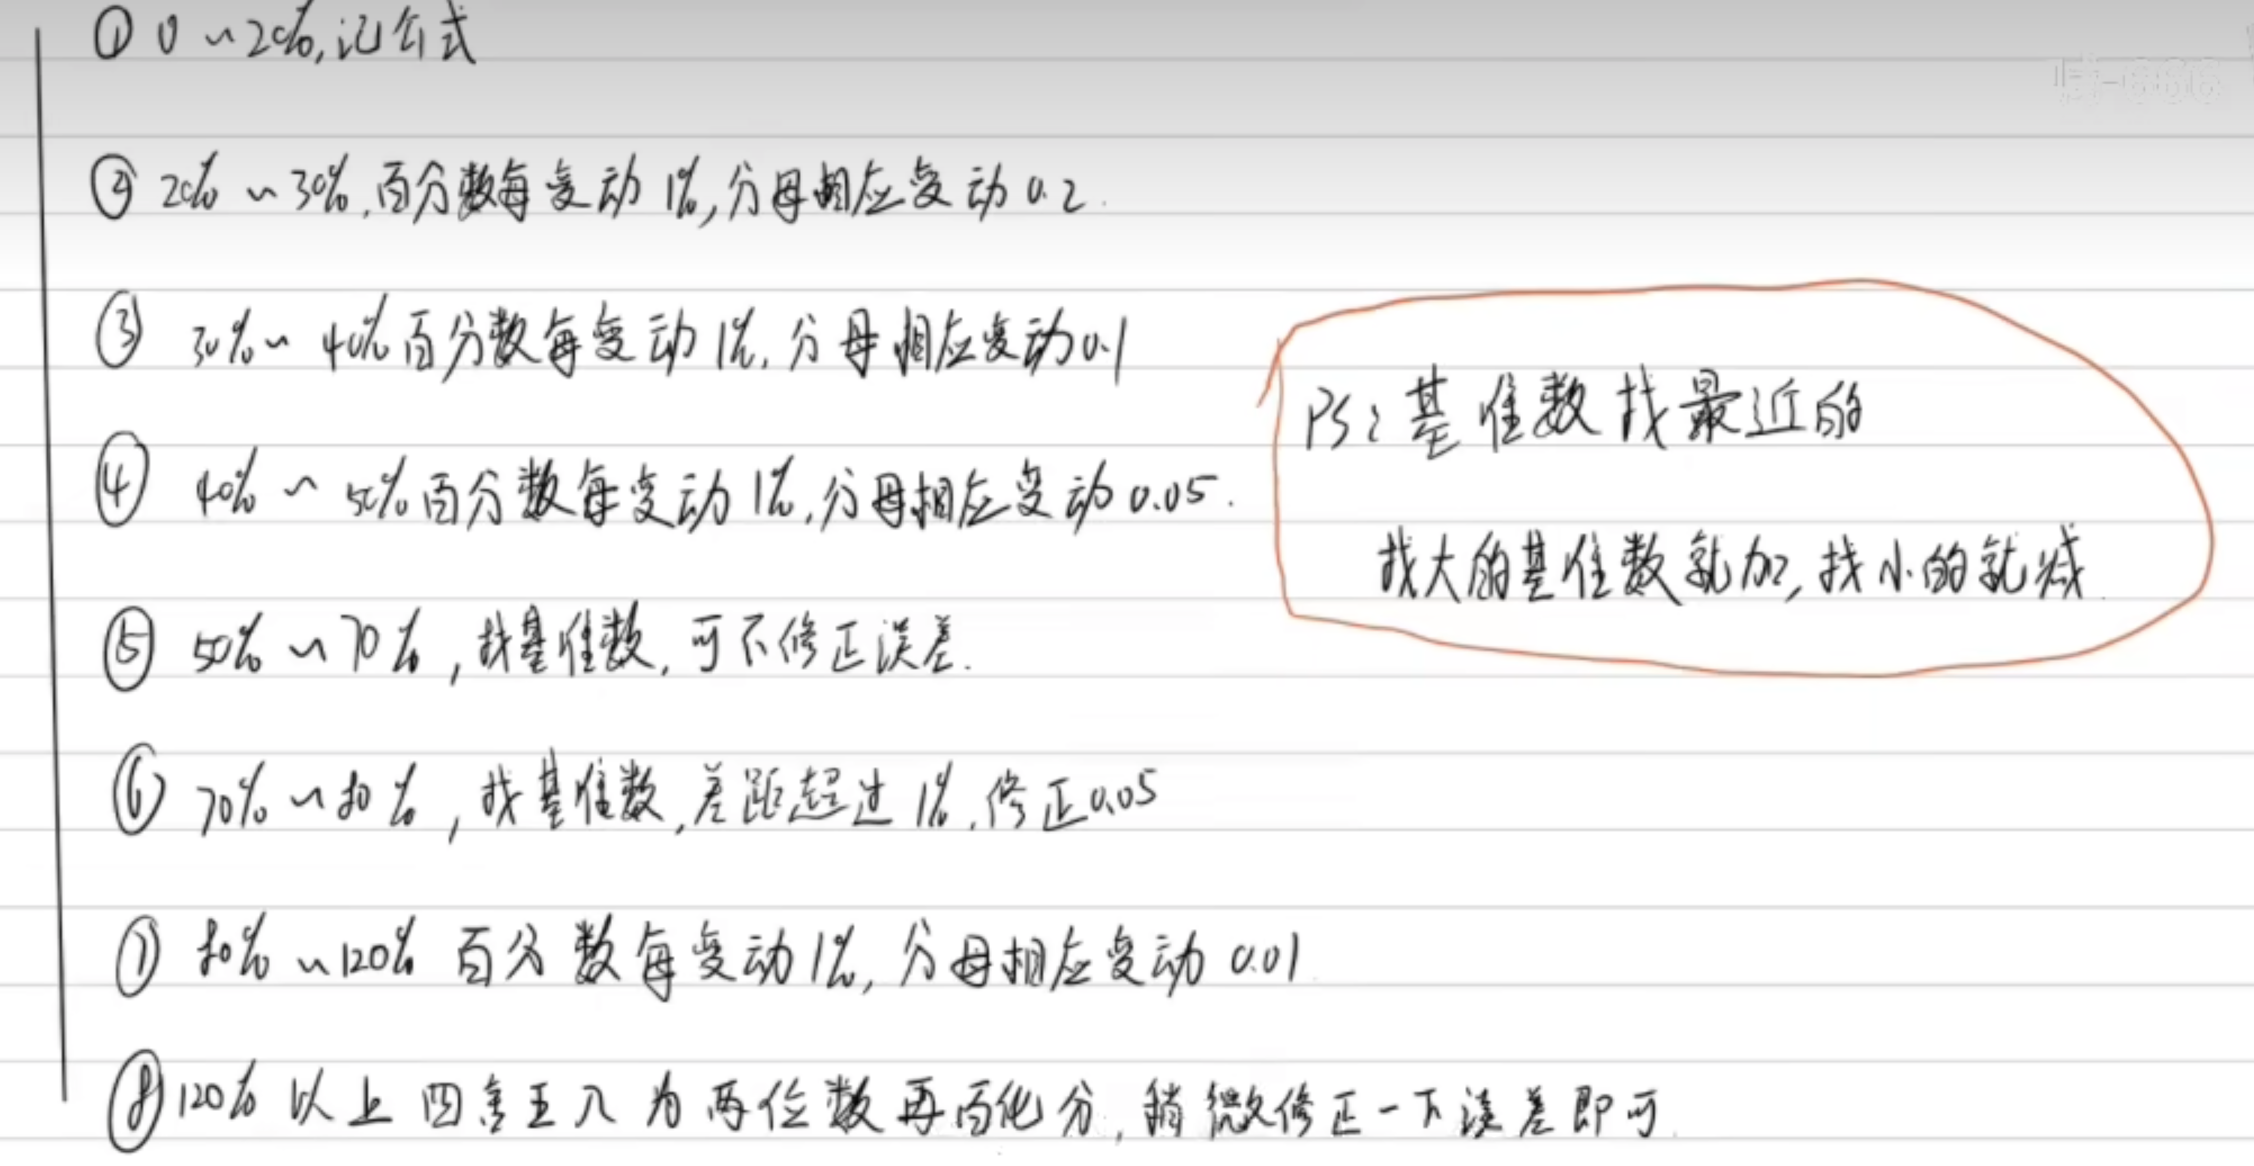 ① 0~20%,记公式
② 20%~30%,百分数每变动1%,分母相应变动0.2.
③ 30%~40%百分数每变动1%,分母相应变动0.1
④ 40%~50%百分数每变动1%,分母相应变动0.05.
⑤ 50%~70%,找基准数,可不修正误差.
⑥ 70%~80%,找基准数,差距超过1%,修正0.05
⑦ 80%~120%百分数每变动1%,分母相应变动0.01
⑧ 120%以上四舍五入为两位数再百化分,稍微修正一下误差即可.
PS:基准数找最近的
找大的基准数就加,找小的就减.